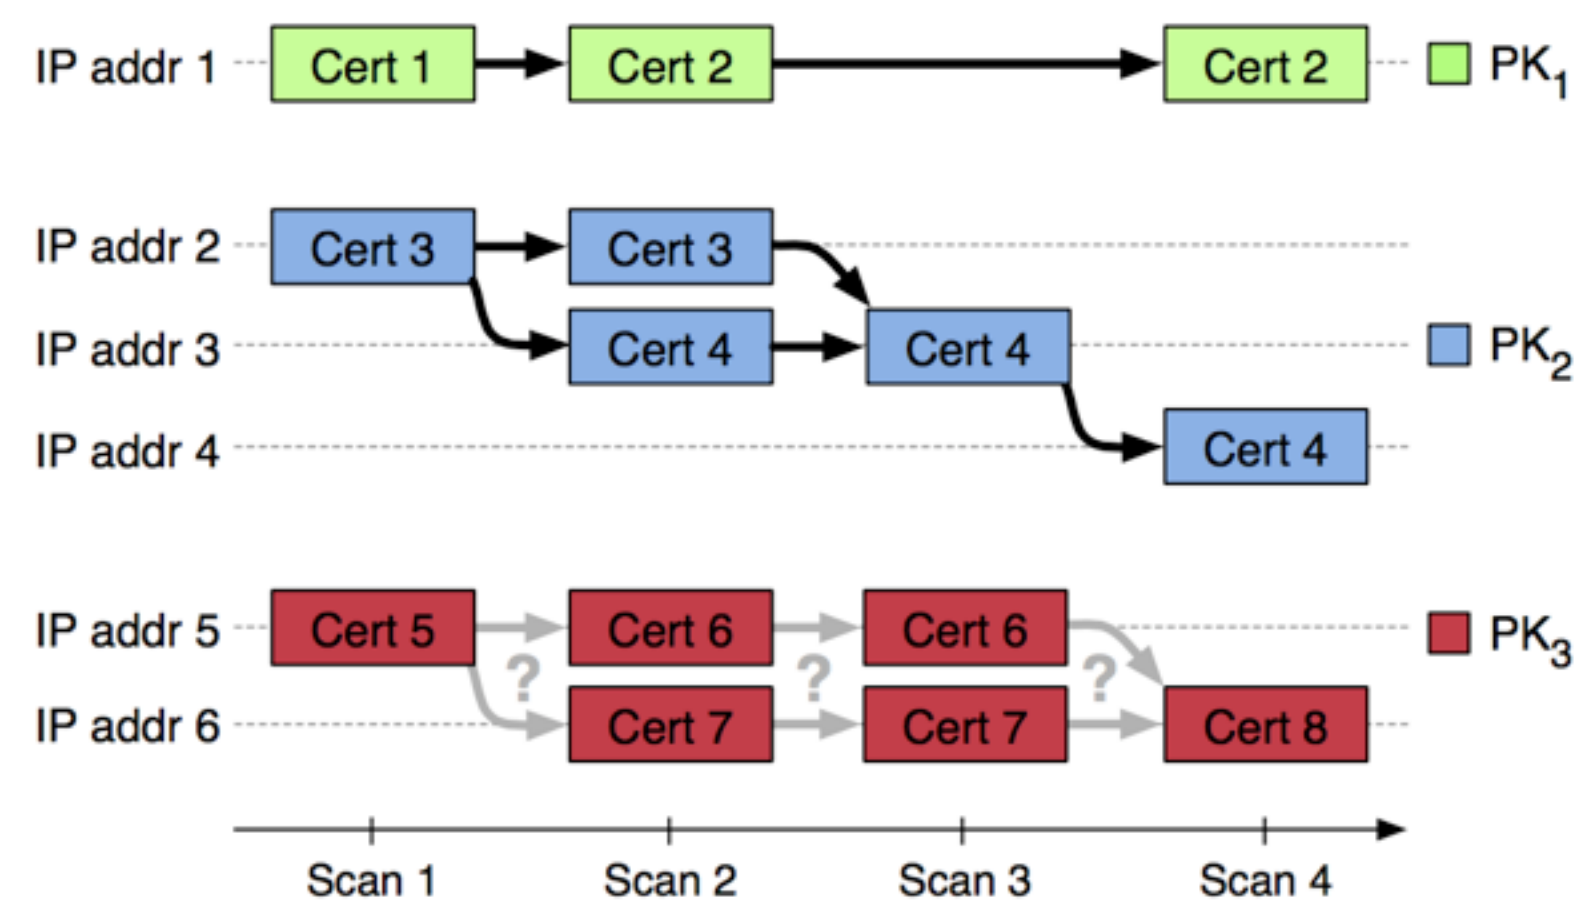 IP addr 1 Cert 1 Cert 2 Cert 2 PK1
IP addr 2 Cert 3 Cert 3
IP addr 3 Cert 4 Cert 4 PK2
IP addr 4 Cert 4
IP addr 5 Cert 5 Cert 6 Cert 6 PK3
? ? ?
IP addr 6 Cert 7 Cert 7 Cert 8
Scan 1 Scan 2 Scan 3 Scan 4